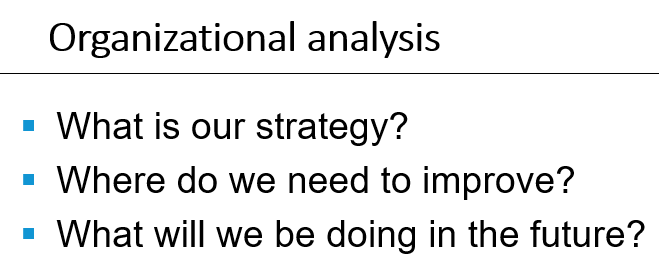 Organizational analysis
▪ What is our strategy?
▪ Where do we need to improve?
▪ What will we be doing in the future?